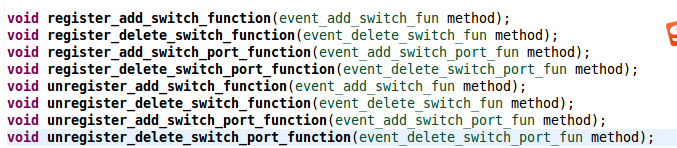 void register_add_switch_function(event_add_switch_fun method);
void register_delete_switch_function(event_delete_switch_fun method);
void register_add_switch_port_function(event_add_switch_port_fun method);
void register_delete_switch_port_function(event_delete_switch_port_fun method);
void unregister_add_switch_function(event_add_switch_fun method);
void unregister_delete_switch_function(event_delete_switch_fun method);
void unregister_add_switch_port_function(event_add_switch_port_fun method);
void unregister_delete_switch_port_function(event_delete_switch_port_fun method);